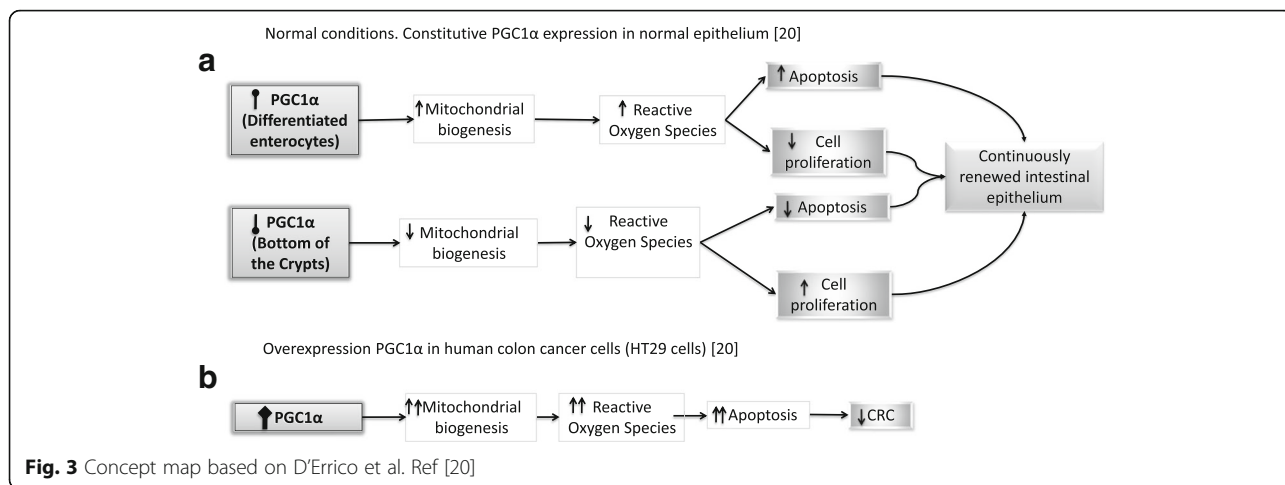 Normal conditions. Constitutive PGC1α expression in normal epithelium [20]
a
PGC1α
(Differentiated
enterocytes)
↑Mitochondrial
biogenesis
↑ Reactive
Oxygen Species
↑ Apoptosis
↓ Cell
proliferation
Continuously
renewed intestinal
epithelium
PGC1α
(Bottom of
the Crypts)
↓ Mitochondrial
biogenesis
↓ Reactive
Oxygen Species
↓ Apoptosis
↑ Cell
proliferation
Overexpression PGC1α in human colon cancer cells (HT29 cells) [20]
b
PGC1α
↑↑Mitochondrial
biogenesis
↑↑ Reactive
Oxygen Species
↑↑Apoptosis
↓CRC
Fig. 3 Concept map based on D'Errico et al. Ref [20]